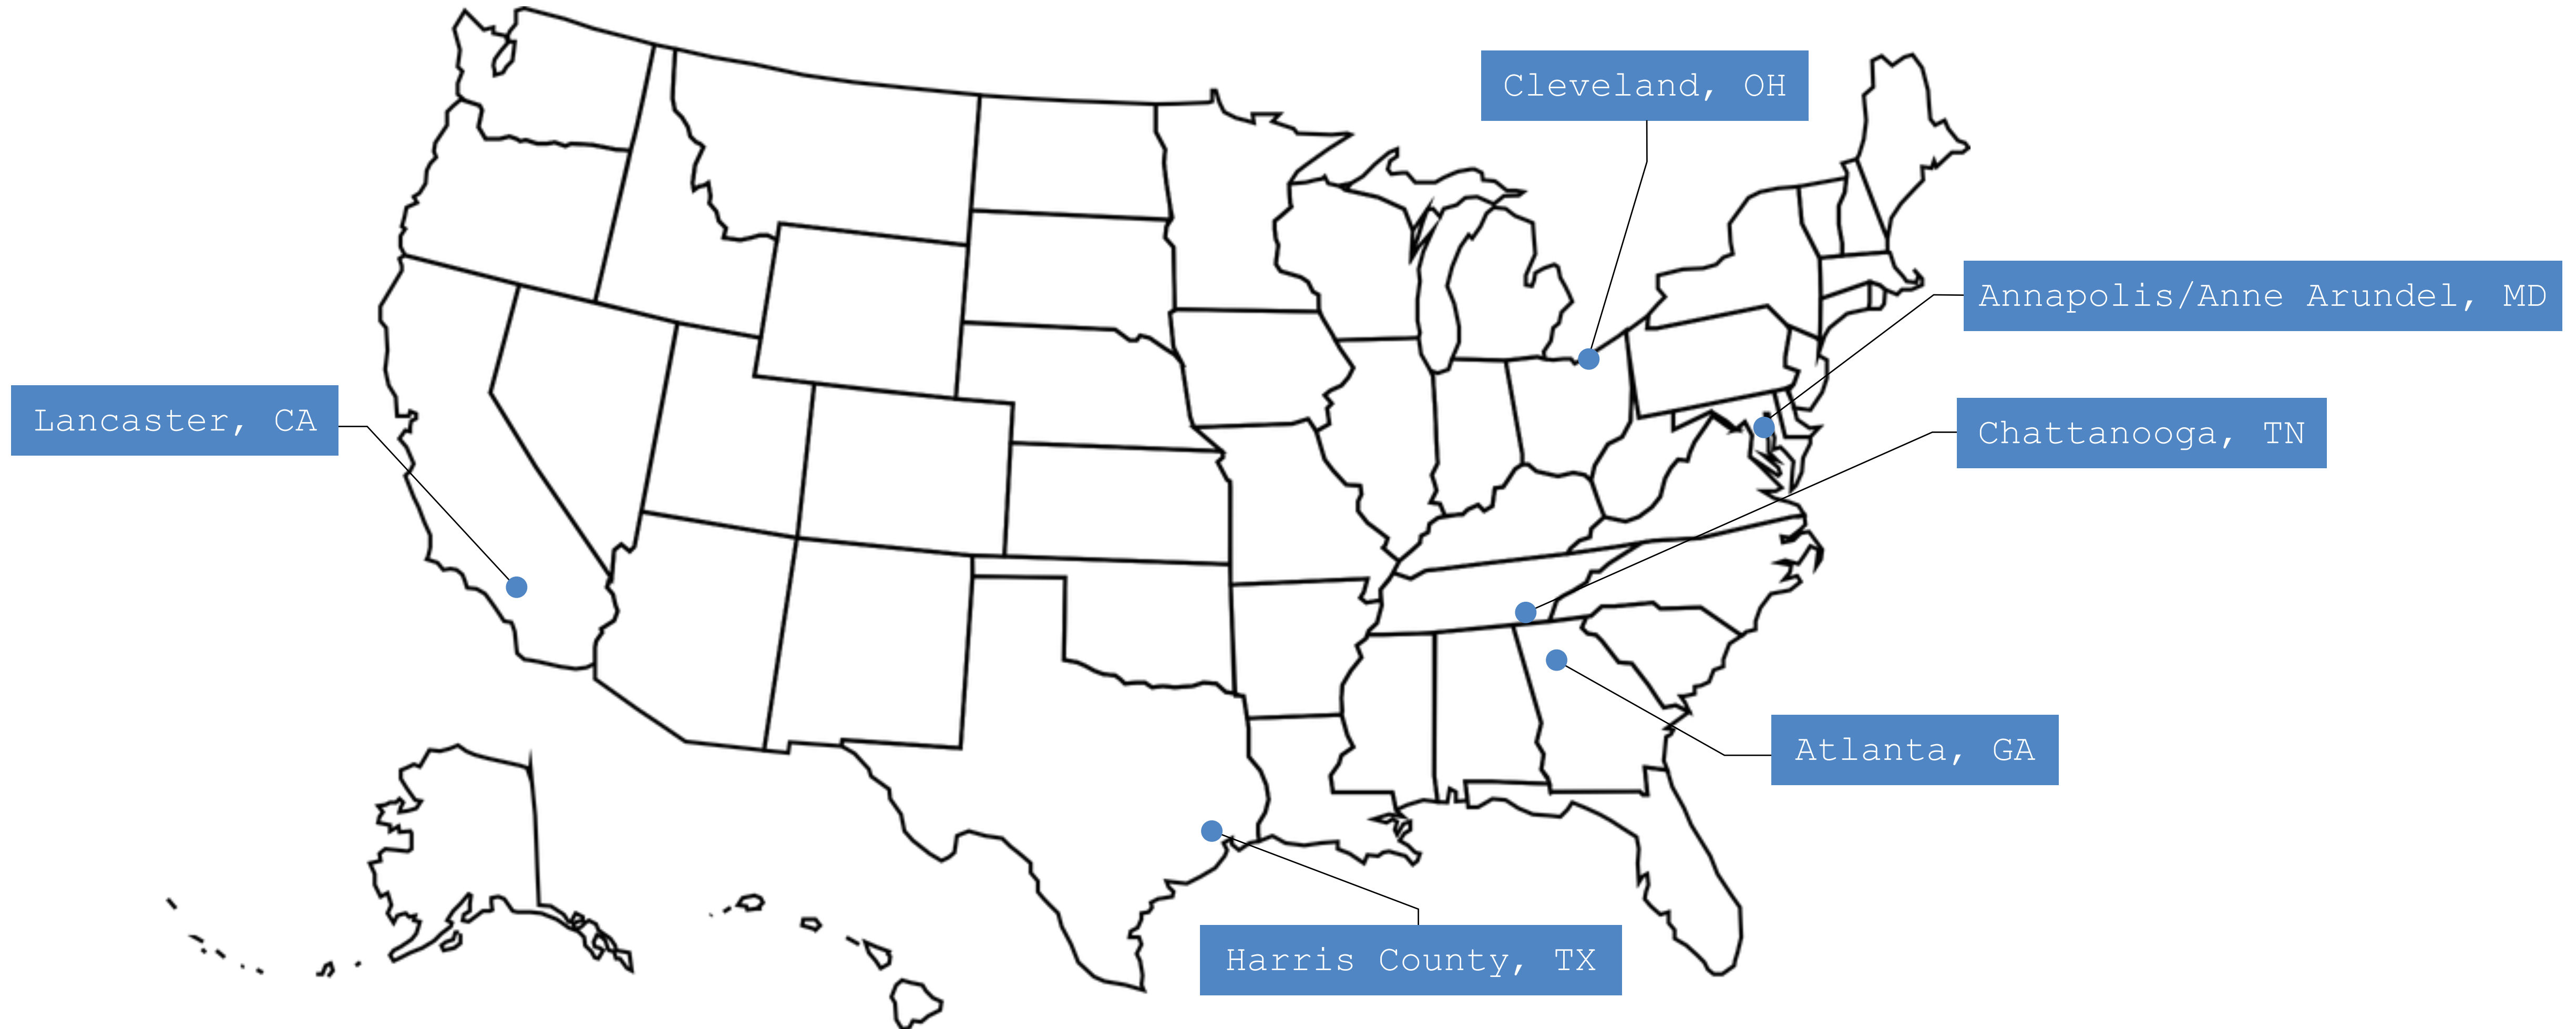 Cleveland, OH
Annapolis/Anne Arundel, MD
Lancaster, CA
Chattanooga, TN
Atlanta, GA
Harris County, TX